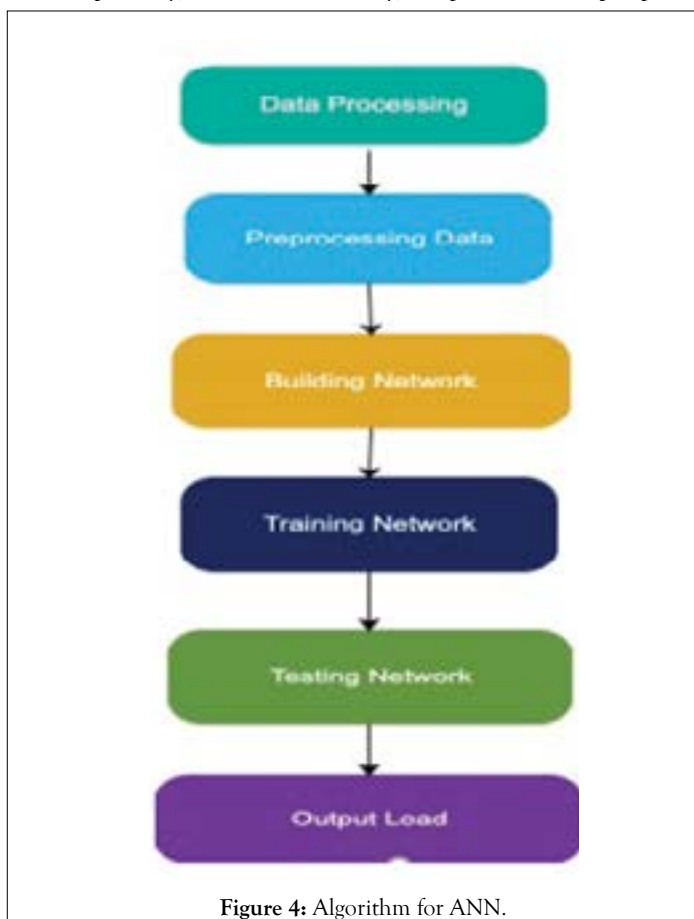 Data Processing
Preprocessing Data
Building Network
Training Network
Testing Network
Output Load
Figure 4: Algorithm for ANN.